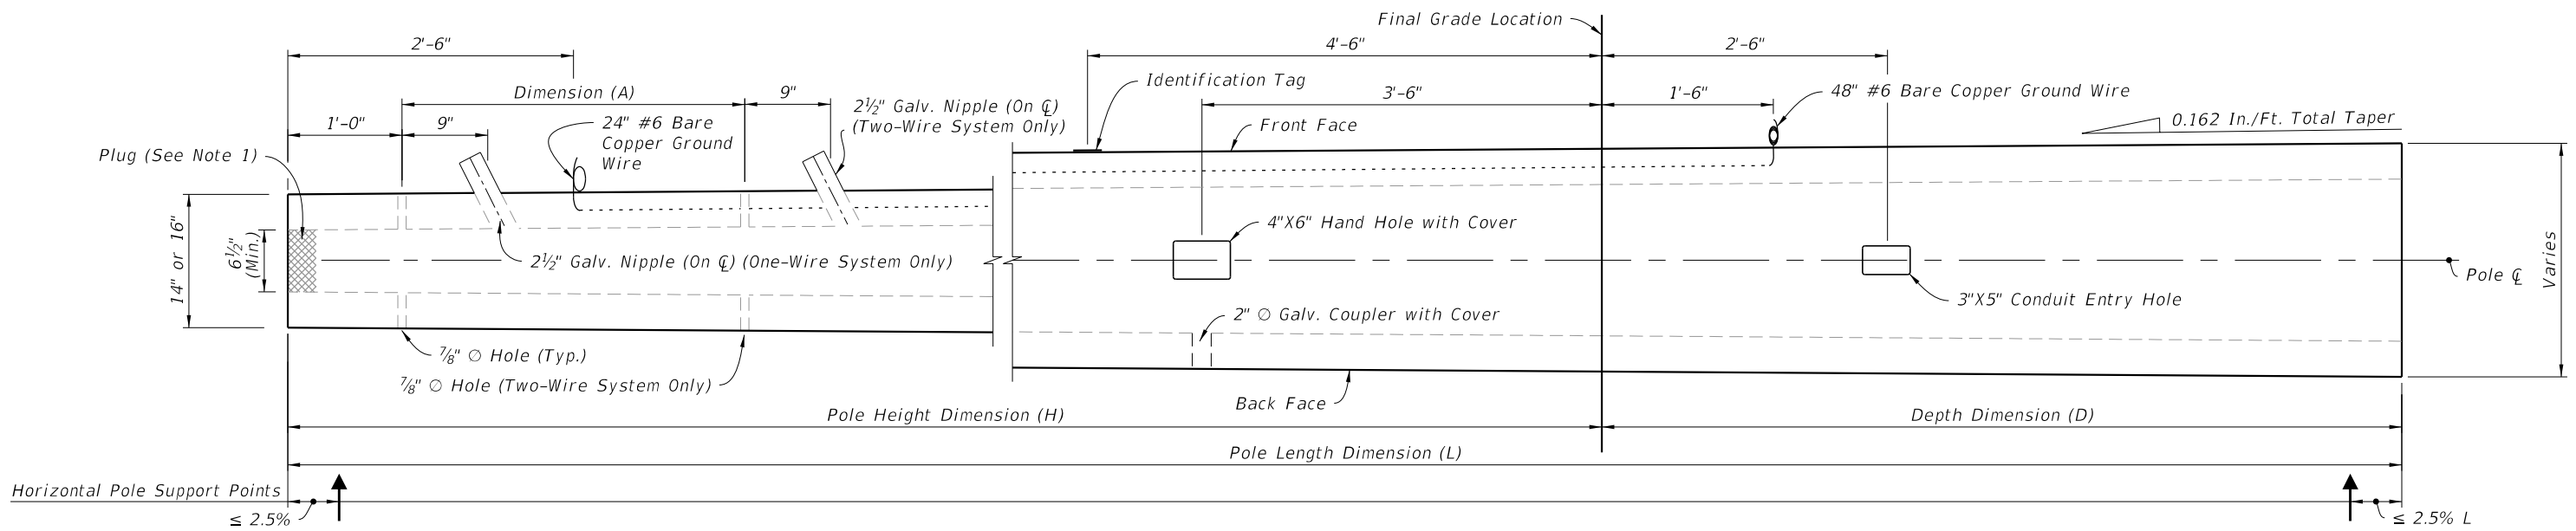 Final Grade Location
2'-6"
4'-6"
2'-6"
Identification Tag
Dimension (A)
9"
2½" Galv. Nipple (On ℄)
(Two-Wire System Only)
3'-6"
1'-6"
48" #6 Bare Copper Ground Wire
1'-0"
9"
24" #6 Bare
Copper Ground
Wire
Front Face
0.162 In./Ft. Total Taper
Plug (See Note 1)
14" or 16"
6½"
(Min.)
4"X6" Hand Hole with Cover
2½" Galv. Nipple (On ℄) (One-Wire System Only)
Varies
Pole ℄
3"X5" Conduit Entry Hole
2" ∅ Galv. Coupler with Cover
⅞" ∅ Hole (Typ.)
⅞" ∅ Hole (Two-Wire System Only)
Back Face
Pole Height Dimension (H)
Depth Dimension (D)
Pole Length Dimension (L)
Horizontal Pole Support Points
≤ 2.5%
≤ 2.5% L